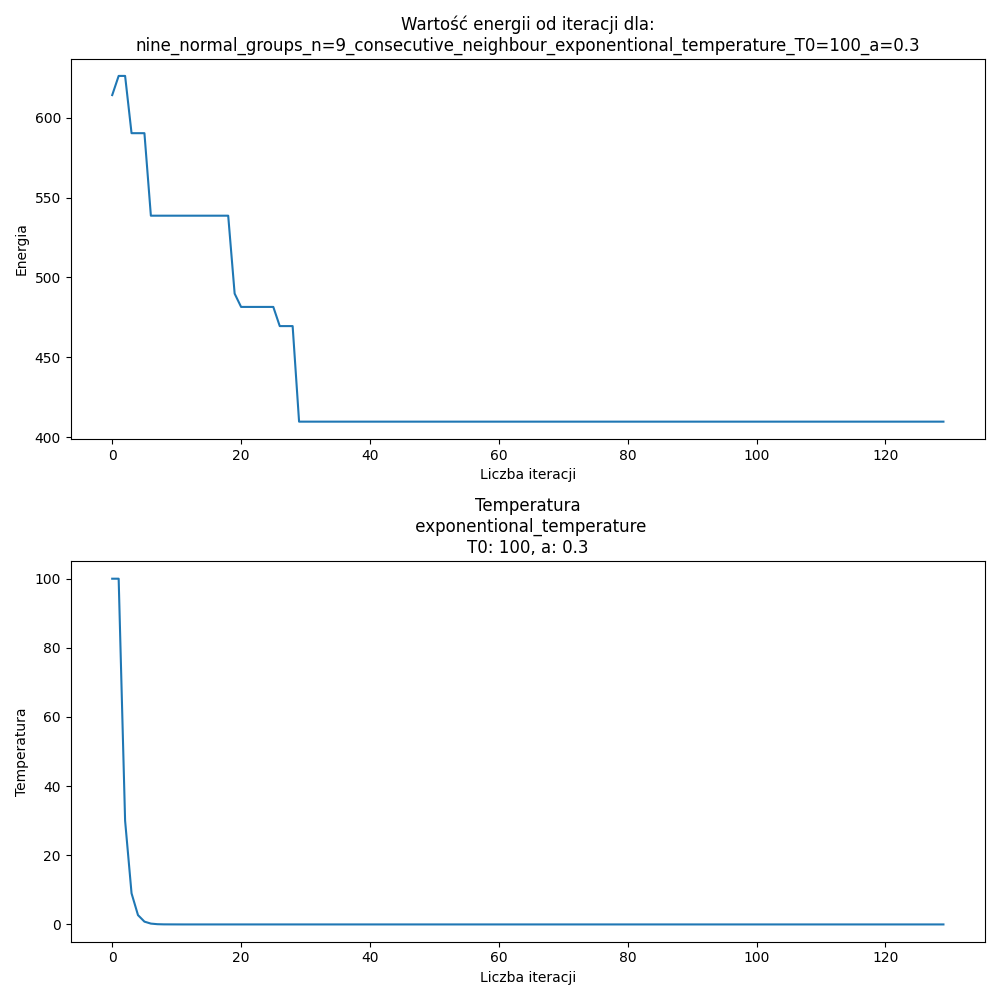 Wartość energii od iteracji dla:
nine_normal_groups_n=9_consecutive_neighbour_exponentional_temperature_T0=100_a=0.3
600
550
500
450
400
Energia
0 20 40 60 80 100 120
Liczba iteracji
Temperatura
exponentional_temperature
T0: 100, a: 0.3
100
80
60
40
20
0
Temperatura
0 20 40 60 80 100 120
Liczba iteracji